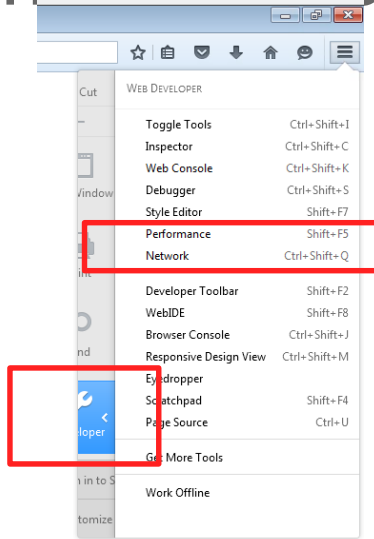 Cut
WEB DEVELOPER
Toggle Tools Ctrl+Shift+I
Inspector Ctrl+Shift+C
Web Console Ctrl+Shift+K
Debugger Ctrl+Shift+S
Style Editor Shift+F7
Performance Shift+F5
Network Ctrl+Shift+Q
Developer Toolbar Shift+F2
WebIDE Shift+F8
Browser Console Ctrl+Shift+J
Responsive Design View Ctrl+Shift+M
Eyedropper
Scratchpad Shift+F4
Page Source Ctrl+U
Get More Tools
Work Offline
Window
int
nd
eloper
n in to S
tomize